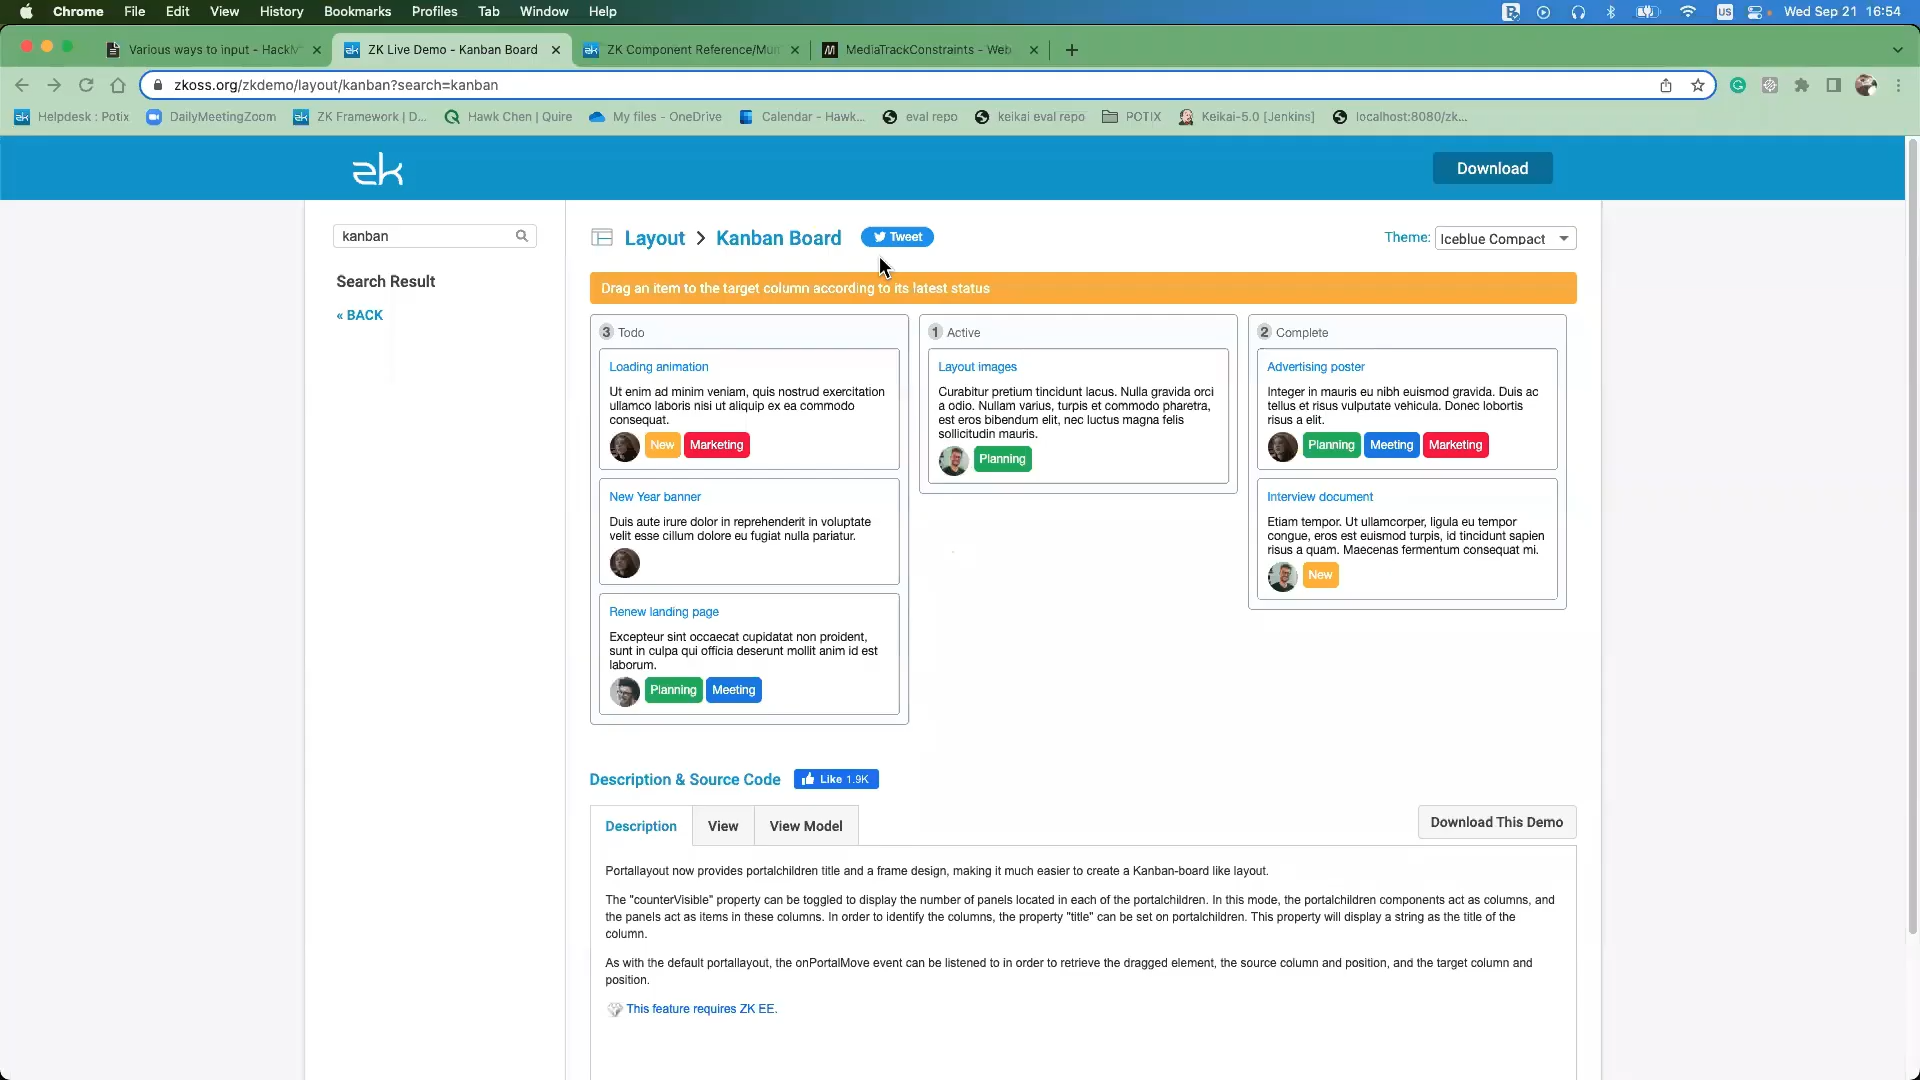 Chrome File Edit View History Bookmarks Profiles Tab Window Help US Wed Sep 21 16:54
Various ways to input - HackM ZK Live Demo - Kanban Board ZK Component Reference/Mu MediaTrackConstraints - Web
zkoss.org/zkdemo/layout/kanban?search=kanban
Helpdesk : Potix DailyMeetingZoom ZK Framework | D... Hawk Chen | Quire My files - OneDrive Calendar - Hawk... eval repo keikai eval repo POTIX Keikai-5.0 [Jenkins] localhost:8080/zk...
zk
Download
kanban
Layout > Kanban Board
Tweet
Theme: Iceblue Compact
Search Result
« BACK
Drag an item to the target column according to its latest status
3 Todo
Loading animation
Ut enim ad minim veniam, quis nostrud exercitation
ullamco laboris nisi ut aliquip ex ea commodo
consequat.
New Marketing
New Year banner
Duis aute irure dolor in reprehenderit in voluptate
velit esse cillum dolore eu fugiat nulla pariatur.
Renew landing page
Excepteur sint occaecat cupidatat non proident,
sunt in culpa qui officia deserunt mollit anim id est
laborum.
Planning Meeting
1 Active
Layout images
Curabitur pretium tincidunt lacus. Nulla gravida orci
a odio. Nullam varius, turpis et commodo pharetra,
est eros bibendum elit, nec luctus magna felis
sollicitudin mauris.
Planning
2 Complete
Advertising poster
Integer in mauris eu nibh euismod gravida. Duis ac
tellus et risus vulputate vehicula. Donec lobortis
risus a elit.
Planning Meeting Marketing
Interview document
Etiam tempor. Ut ullamcorper, ligula eu tempor
congue, eros est euismod turpis, id tincidunt sapien
risus a quam. Maecenas fermentum consequat mi.
New
Description & Source Code
Like 1.9K
Description View View Model
Download This Demo
Portallayout now provides portalchildren title and a frame design, making it much easier to create a Kanban-board like layout.
The "counterVisible" property can be toggled to display the number of panels located in each of the portalchildren. In this mode, the portalchildren components act as columns, and
the panels act as items in these columns. In order to identify the columns, the property "title" can be set on portalchildren. This property will display a string as the title of the
column.
As with the default portallayout, the onPortalMove event can be listened to in order to retrieve the dragged element, the source column and position, and the target column and
position.
This feature requires ZK EE.